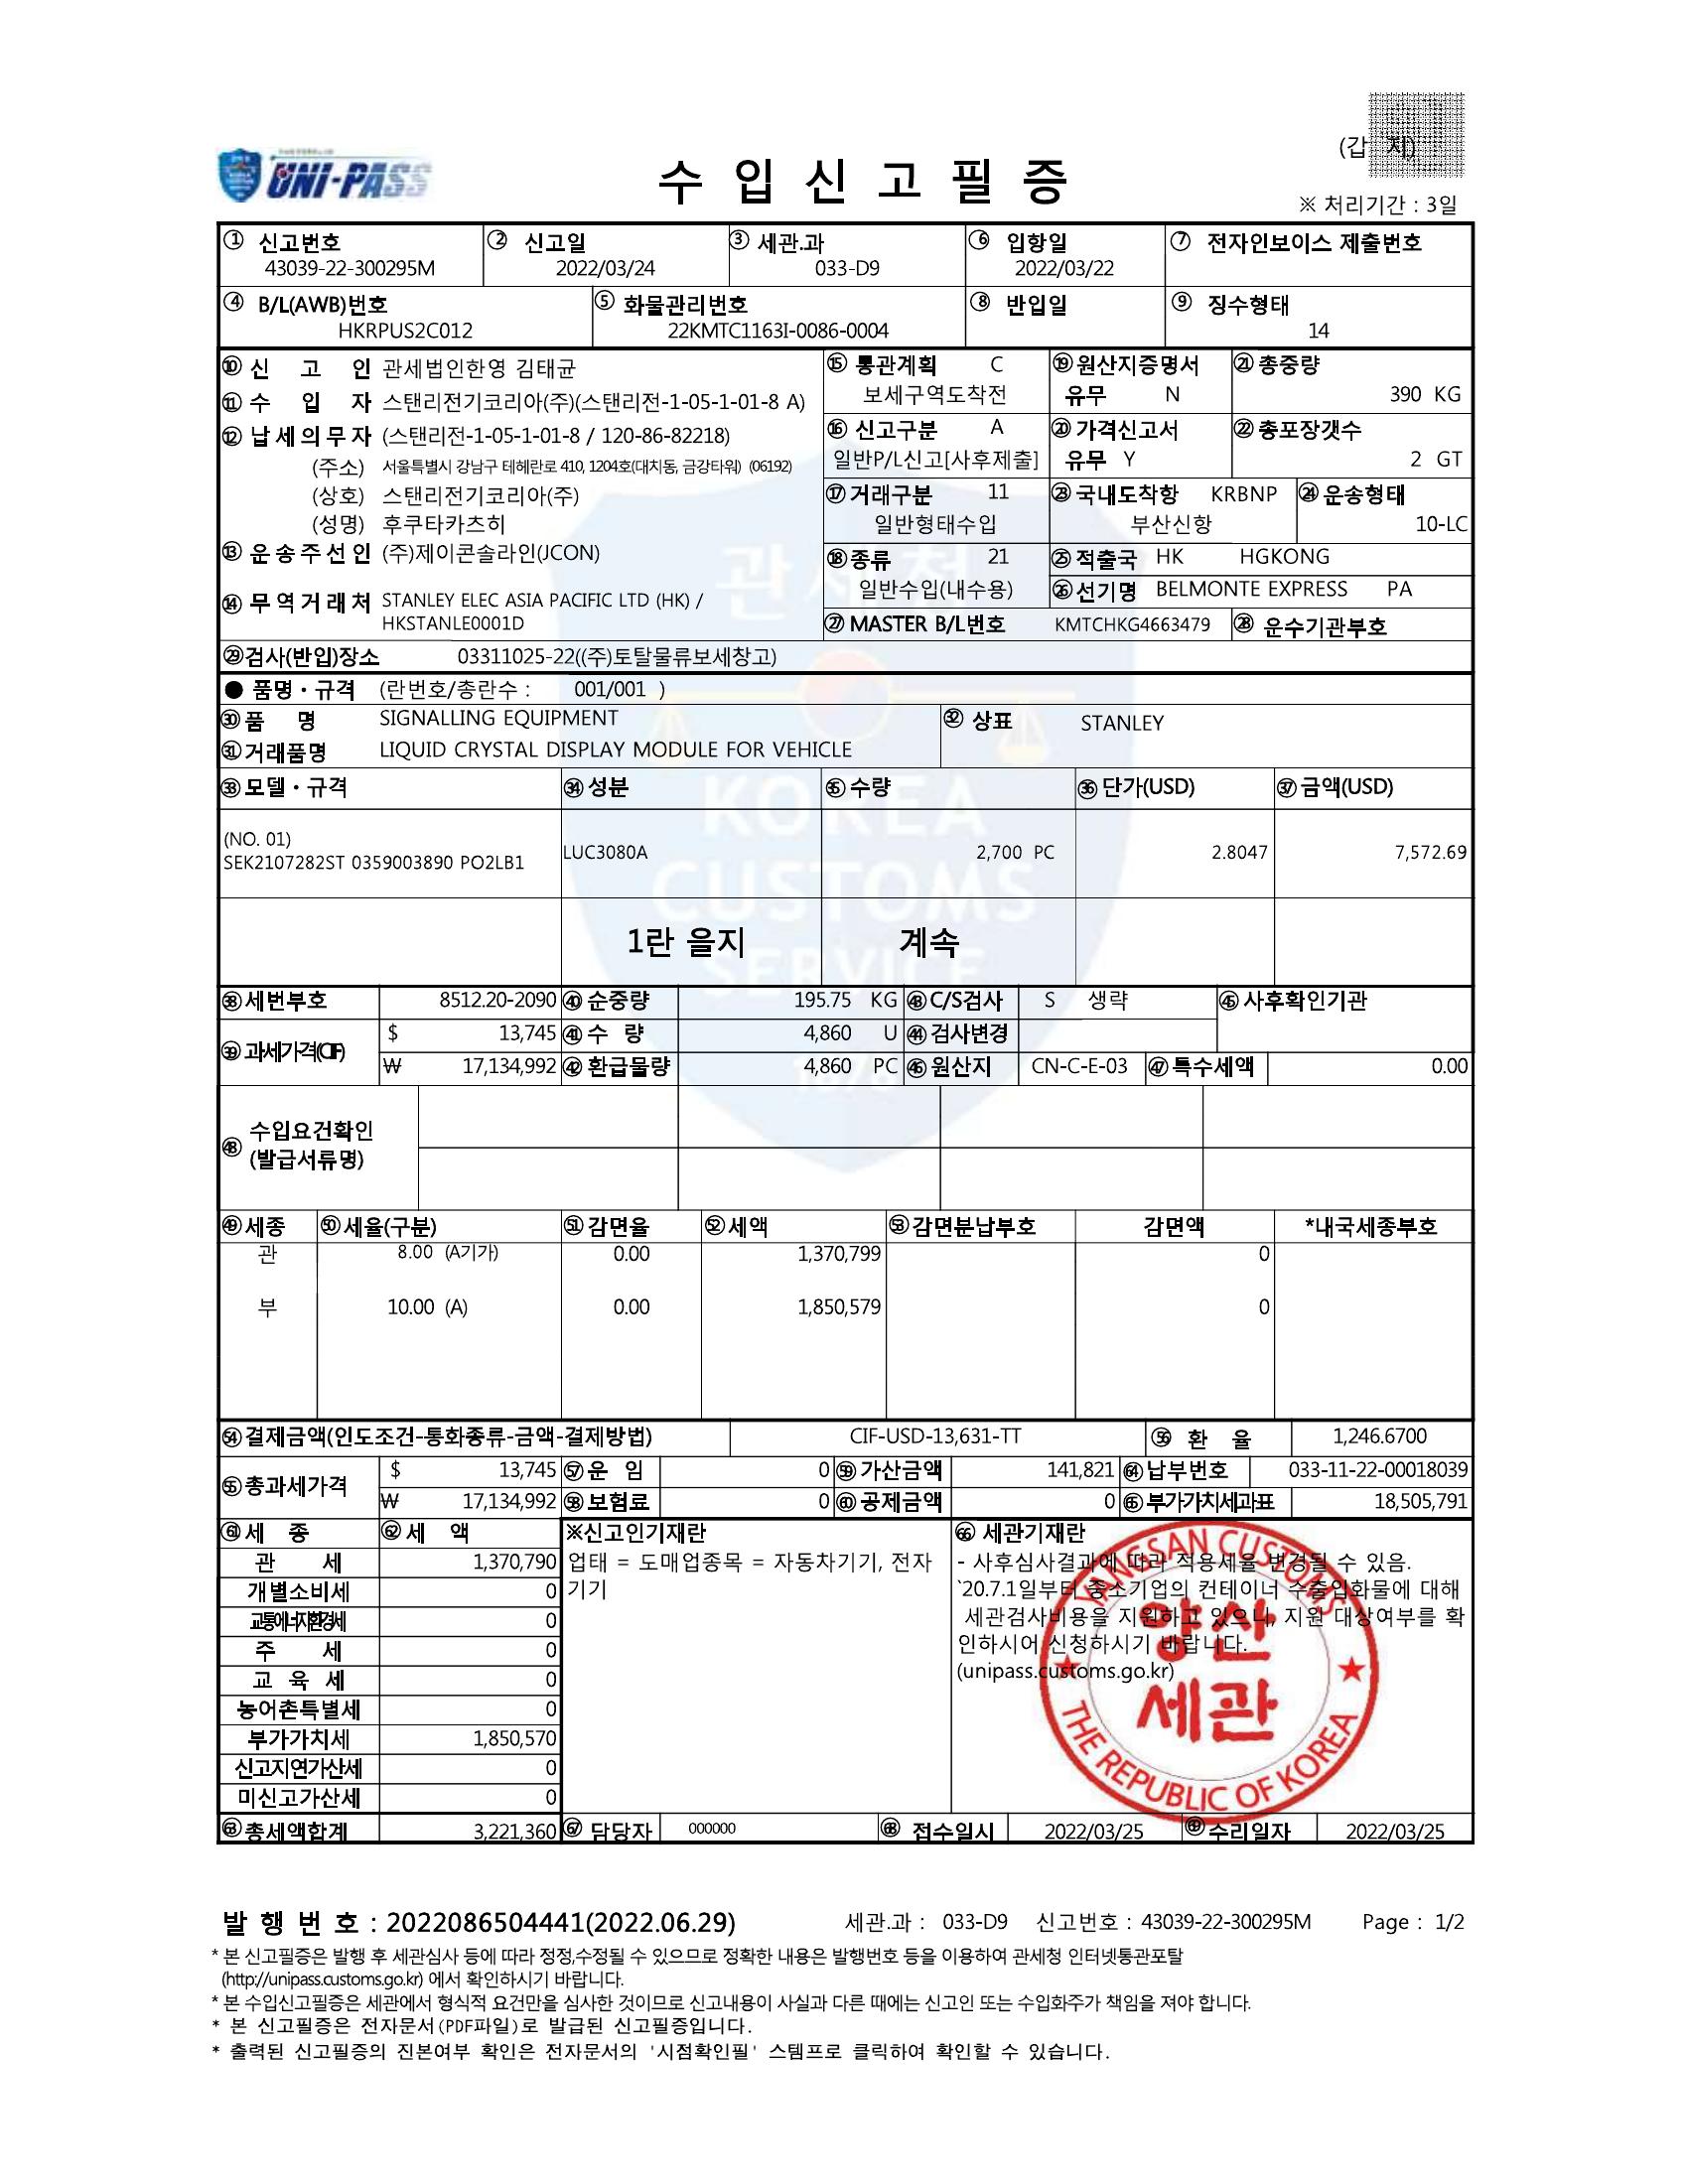 (갑 지)
UNI-PASS
수 입 신 고 필 증
※ 처리기간 : 3일
① 신고번호 ② 신고일 ③ 세관.과 ⑥ 입항일 ⑦ 전자인보이스 제출번호
43039-22-300295M 2022/03/24 033-D9 2022/03/22
④ B/L(AWB)번호 ⑤ 화물관리번호 ⑧ 반입일 ⑨ 징수형태
HKRPUS2C012 22KMTC1163I-0086-0004 14
⑩ 신 고 인 관세법인한영 김태균
⑪ 수 입 자 스탠리전기코리아(주)(스탠리전-1-05-1-01-8 A)
⑫ 납세의무자 (스탠리전-1-05-1-01-8 / 120-86-82218)
(주소) 서울특별시 강남구 테헤란로 410, 1204호(대치동, 금강타워) (06192)
(상호) 스탠리전기코리아(주)
(성명) 후쿠타카츠히
⑬ 운송주선인 (주)제이콘솔라인(JCON)
⑭ 무역거래처 STANLEY ELEC ASIA PACIFIC LTD (HK) /
HKSTANLE0001D
⑮ 통관계획 C
보세구역도착전
⑯ 신고구분 A
일반P/L신고[사후제출]
⑰ 거래구분 11
일반형태수입
⑱ 종류 21
일반수입(내수용)
⑲ 원산지증명서
유무 N
⑳ 가격신고서
유무 Y
㉑ 총중량
390 KG
㉒ 총포장갯수
2 GT
㉓ 국내도착항 KRBNP
부산신항
㉔ 운송형태
10-LC
㉕ 적출국 HK HGKONG
㉖ 선기명 BELMONTE EXPRESS PA
㉗ MASTER B/L번호 KMTCHKG4663479 ㉘ 운수기관부호
㉙ 검사(반입)장소 03311025-22((주)토탈물류보세창고)
● 품명·규격 (란번호/총란수 : 001/001 )
㉚ 품 명 SIGNALLING EQUIPMENT ㉜ 상표 STANLEY
㉛ 거래품명 LIQUID CRYSTAL DISPLAY MODULE FOR VEHICLE
㉝ 모델·규격 ㉞ 성분 ㉟ 수량 ㊱ 단가(USD) ㊲ 금액(USD)
(NO. 01)
SEK2107282ST 0359003890 PO2LB1 LUC3080A 2,700 PC 2.8047 7,572.69
1란 을지 계속
관세청
KOREA
CUSTOMS
SERVICE
㊳ 세번부호 8512.20-2090 ㊵ 순중량 195.75 KG ㊸ C/S검사 S 생략 ㊺ 사후확인기관
㊴ 과세가격(CIF) $ 13,745 ㊶ 수 량 4,860 U ㊹ 검사변경
₩ 17,134,992 ㊷ 환급물량 4,860 PC ㊻ 원산지 CN-C-E-03 ㊼ 특수세액 0.00
㊽ 수입요건확인
(발급서류명)
㊾ 세종 ㊿ 세율(구분) 51 감면율 52 세액 53 감면분납부호 감면액 *내국세종부호
관 8.00 (A기가) 0.00 1,370,799 0
부 10.00 (A) 0.00 1,850,579 0
54 결제금액(인도조건-통화종류-금액-결제방법) CIF-USD-13,631-TT 56 환 율 1,246.6700
55 총과세가격 $ 13,745 57 운 임 0 59 가산금액 141,821 64 납부번호 033-11-22-00018039
₩ 17,134,992 58 보험료 0 60 공제금액 0 65 부가가치세과표 18,505,791
61 세 종 62 세 액 ※신고인기재란 66 세관기재란
관 세 1,370,790
개별소비세 0
교통에너지환경세 0
주 세 0
교 육 세 0
농어촌특별세 0
부가가치세 1,850,570
신고지연가산세 0
미신고가산세 0
업태 = 도매업종목 = 자동차기기, 전자
기기
- 사후심사결과에 따라 적용세율 변경될 수 있음.
`20.7.1일부터 중소기업의 컨테이너 수출입화물에 대해
세관검사비용을 지원하고 있으니, 지원 대상여부를 확
인하시어 신청하시기 바랍니다.
(unipass.customs.go.kr)
YANGSAN CUSTOMS
양산
세관
THE REPUBLIC OF KOREA
63 총세액합계 3,221,360 67 담당자 000000 68 접수일시 2022/03/25 69 수리일자 2022/03/25
발 행 번 호 : 2022086504441(2022.06.29) 세관.과 : 033-D9 신고번호 : 43039-22-300295M Page : 1/2
* 본 신고필증은 발행 후 세관심사 등에 따라 정정,수정될 수 있으므로 정확한 내용은 발행번호 등을 이용하여 관세청 인터넷통관포탈
(http://unipass.customs.go.kr) 에서 확인하시기 바랍니다.
* 본 수입신고필증은 세관에서 형식적 요건만을 심사한 것이므로 신고내용이 사실과 다른 때에는 신고인 또는 수입화주가 책임을 져야 합니다.
* 본 신고필증은 전자문서(PDF파일)로 발급된 신고필증입니다.
* 출력된 신고필증의 진본여부 확인은 전자문서의 '시점확인필' 스템프로 클릭하여 확인할 수 있습니다.